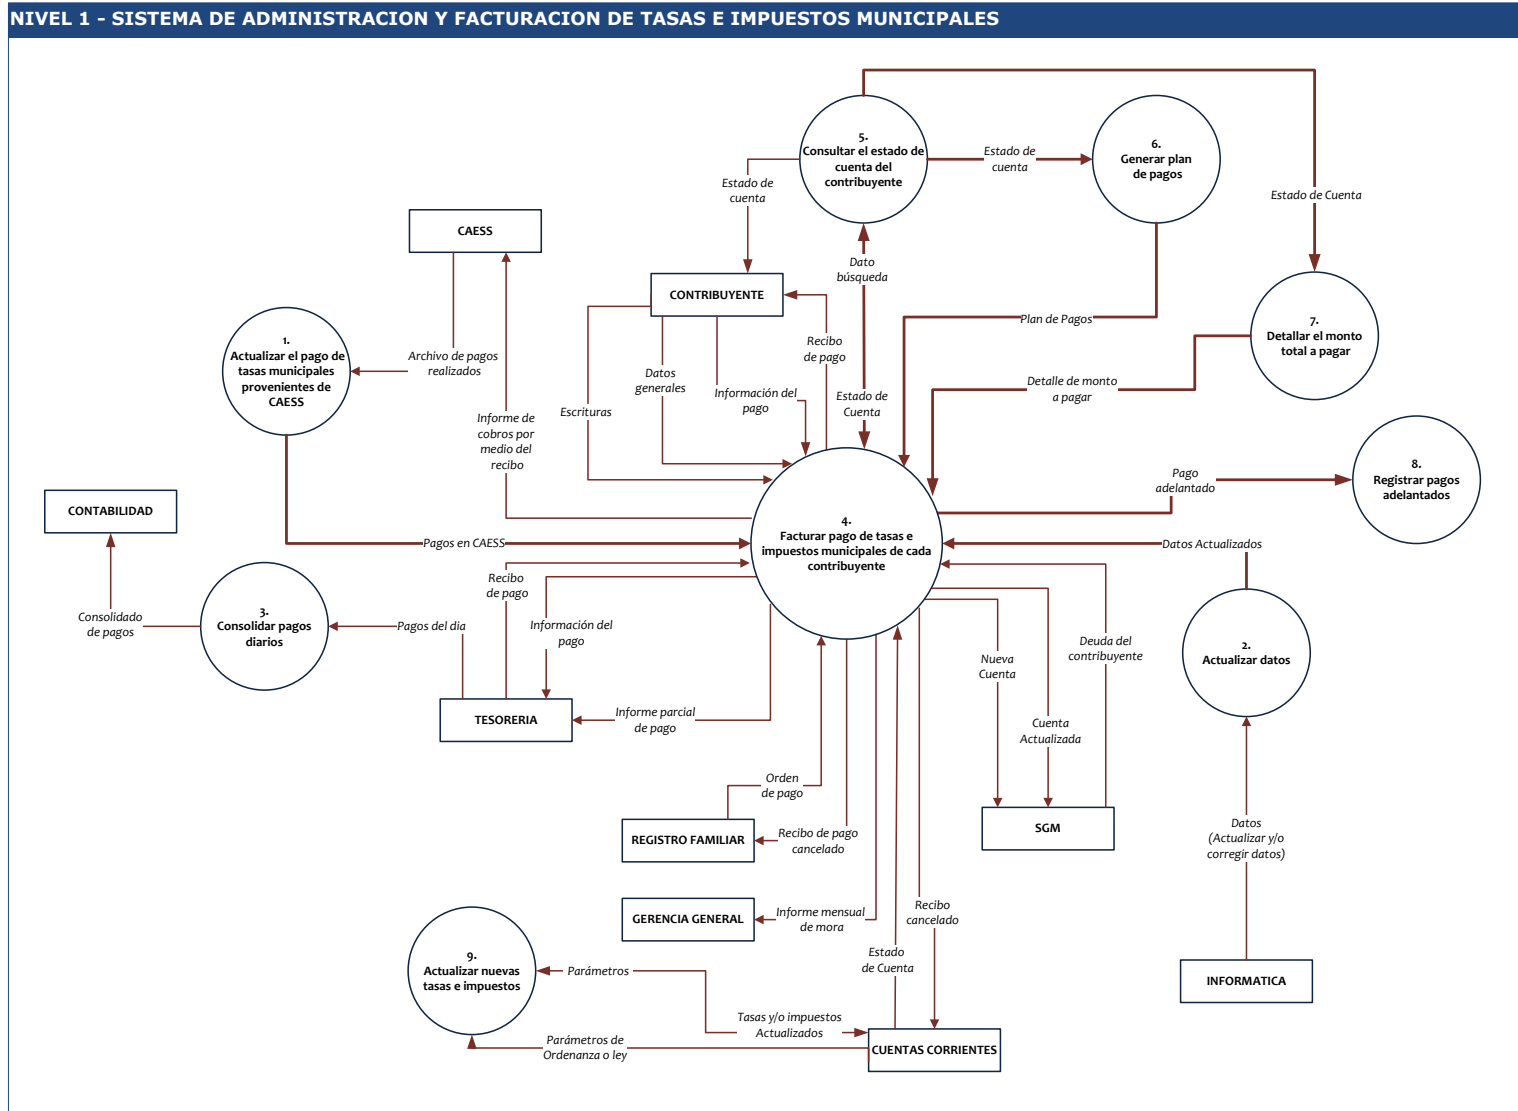 NIVEL 1 - SISTEMA DE ADMINISTRACION Y FACTURACION DE TASAS E IMPUESTOS MUNICIPALES
5.
Consultar el estado de
cuenta del
contribuyente
Estado de
cuenta
6.
Generar plan
de pagos
Estado de Cuenta
Estado de
cuenta
CAESS
Dato
búsqueda
CONTRIBUYENTE
Plan de Pagos
7.
Detallar el monto
total a pagar
1.
Actualizar el pago de
tasas municipales
provenientes de
CAESS
Archivo de pagos
realizados
Recibo
de pago
Datos
generales
Información del
pago
Estado de
Cuenta
Detalle de monto
a pagar
Escrituras
Informe de
cobros por
medio del
recibo
Pago
adelantado
8.
Registrar pagos
adelantados
CONTABILIDAD
4.
Facturar pago de tasas e
impuestos municipales de cada
contribuyente
Pagos en CAESS
Datos Actualizados
Recibo
de pago
Consolidado
de pagos
3.
Consolidar pagos
diarios
Pagos del dia
Información del
pago
Nueva
Cuenta
Deuda del
contribuyente
2.
Actualizar datos
TESORERIA
Informe parcial
de pago
Cuenta
Actualizada
Orden
de pago
REGISTRO FAMILIAR
Recibo de pago
cancelado
SGM
Datos
(Actualizar y/o
corregir datos)
GERENCIA GENERAL
Informe mensual
de mora
Recibo
cancelado
Estado
de Cuenta
9.
Actualizar nuevas
tasas e impuestos
Parámetros
INFORMATICA
Tasas y/o impuestos
Actualizados
Parámetros de
Ordenanza o ley
CUENTAS CORRIENTES